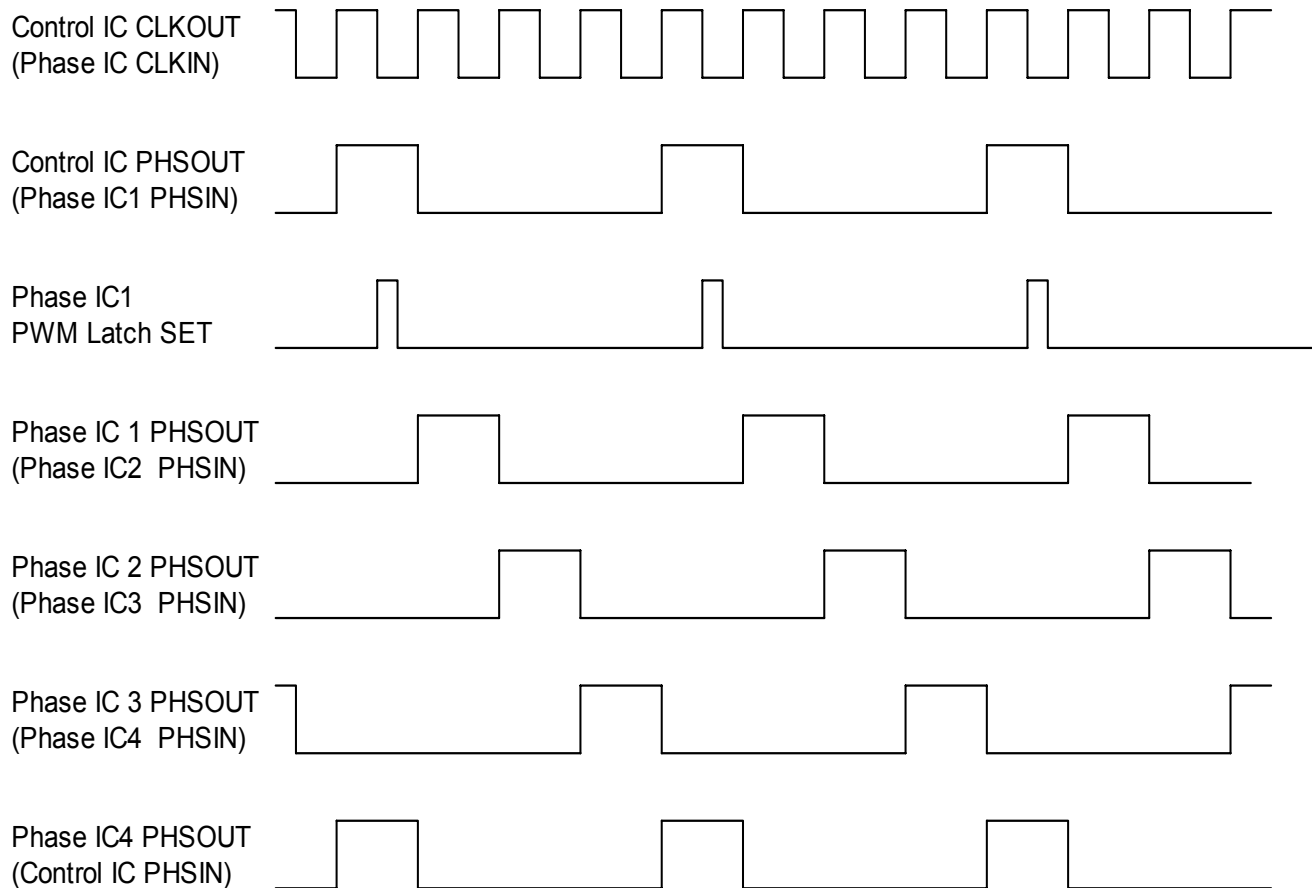 Control IC CLKOUT
(Phase IC CLKIN)
Control IC PHSOUT
(Phase IC1 PHSIN)
Phase IC1
PWM Latch SET
Phase IC 1 PHSOUT
(Phase IC2 PHSIN)
Phase IC 2 PHSOUT
(Phase IC3 PHSIN)
Phase IC 3 PHSOUT
(Phase IC4 PHSIN)
Phase IC4 PHSOUT
(Control IC PHSIN)